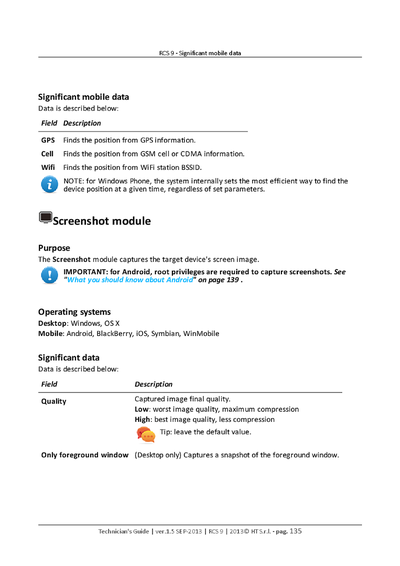 RCS 9 - Significant mobile data
Significant mobile data
Data is described below:
Field Description
GPS Finds the position from GPS information.
Cell Finds the position from GSM cell or CDMA information.
Wifi Finds the position from WiFi station BSSID.
NOTE: for Windows Phone, the system internally sets the most efficient way to find the
device position at a given time, regardless of set parameters.
Screenshot module
Purpose
The Screenshot module captures the target device's screen image.
IMPORTANT: for Android, root privileges are required to capture screenshots. See
"What you should know about Android" on page 139 .
Operating systems
Desktop: Windows, OS X
Mobile: Android, BlackBerry, iOS, Symbian, WinMobile
Significant data
Data is described below:
Field Description
Quality Captured image final quality.
Low: worst image quality, maximum compression
High: best image quality, less compression
Tip: leave the default value.
Only foreground window (Desktop only) Captures a snapshot of the foreground window.
Technician's Guide | ver.1.5 SEP-2013 | RCS 9 | 2013© HT S.r.l. - pag. 135